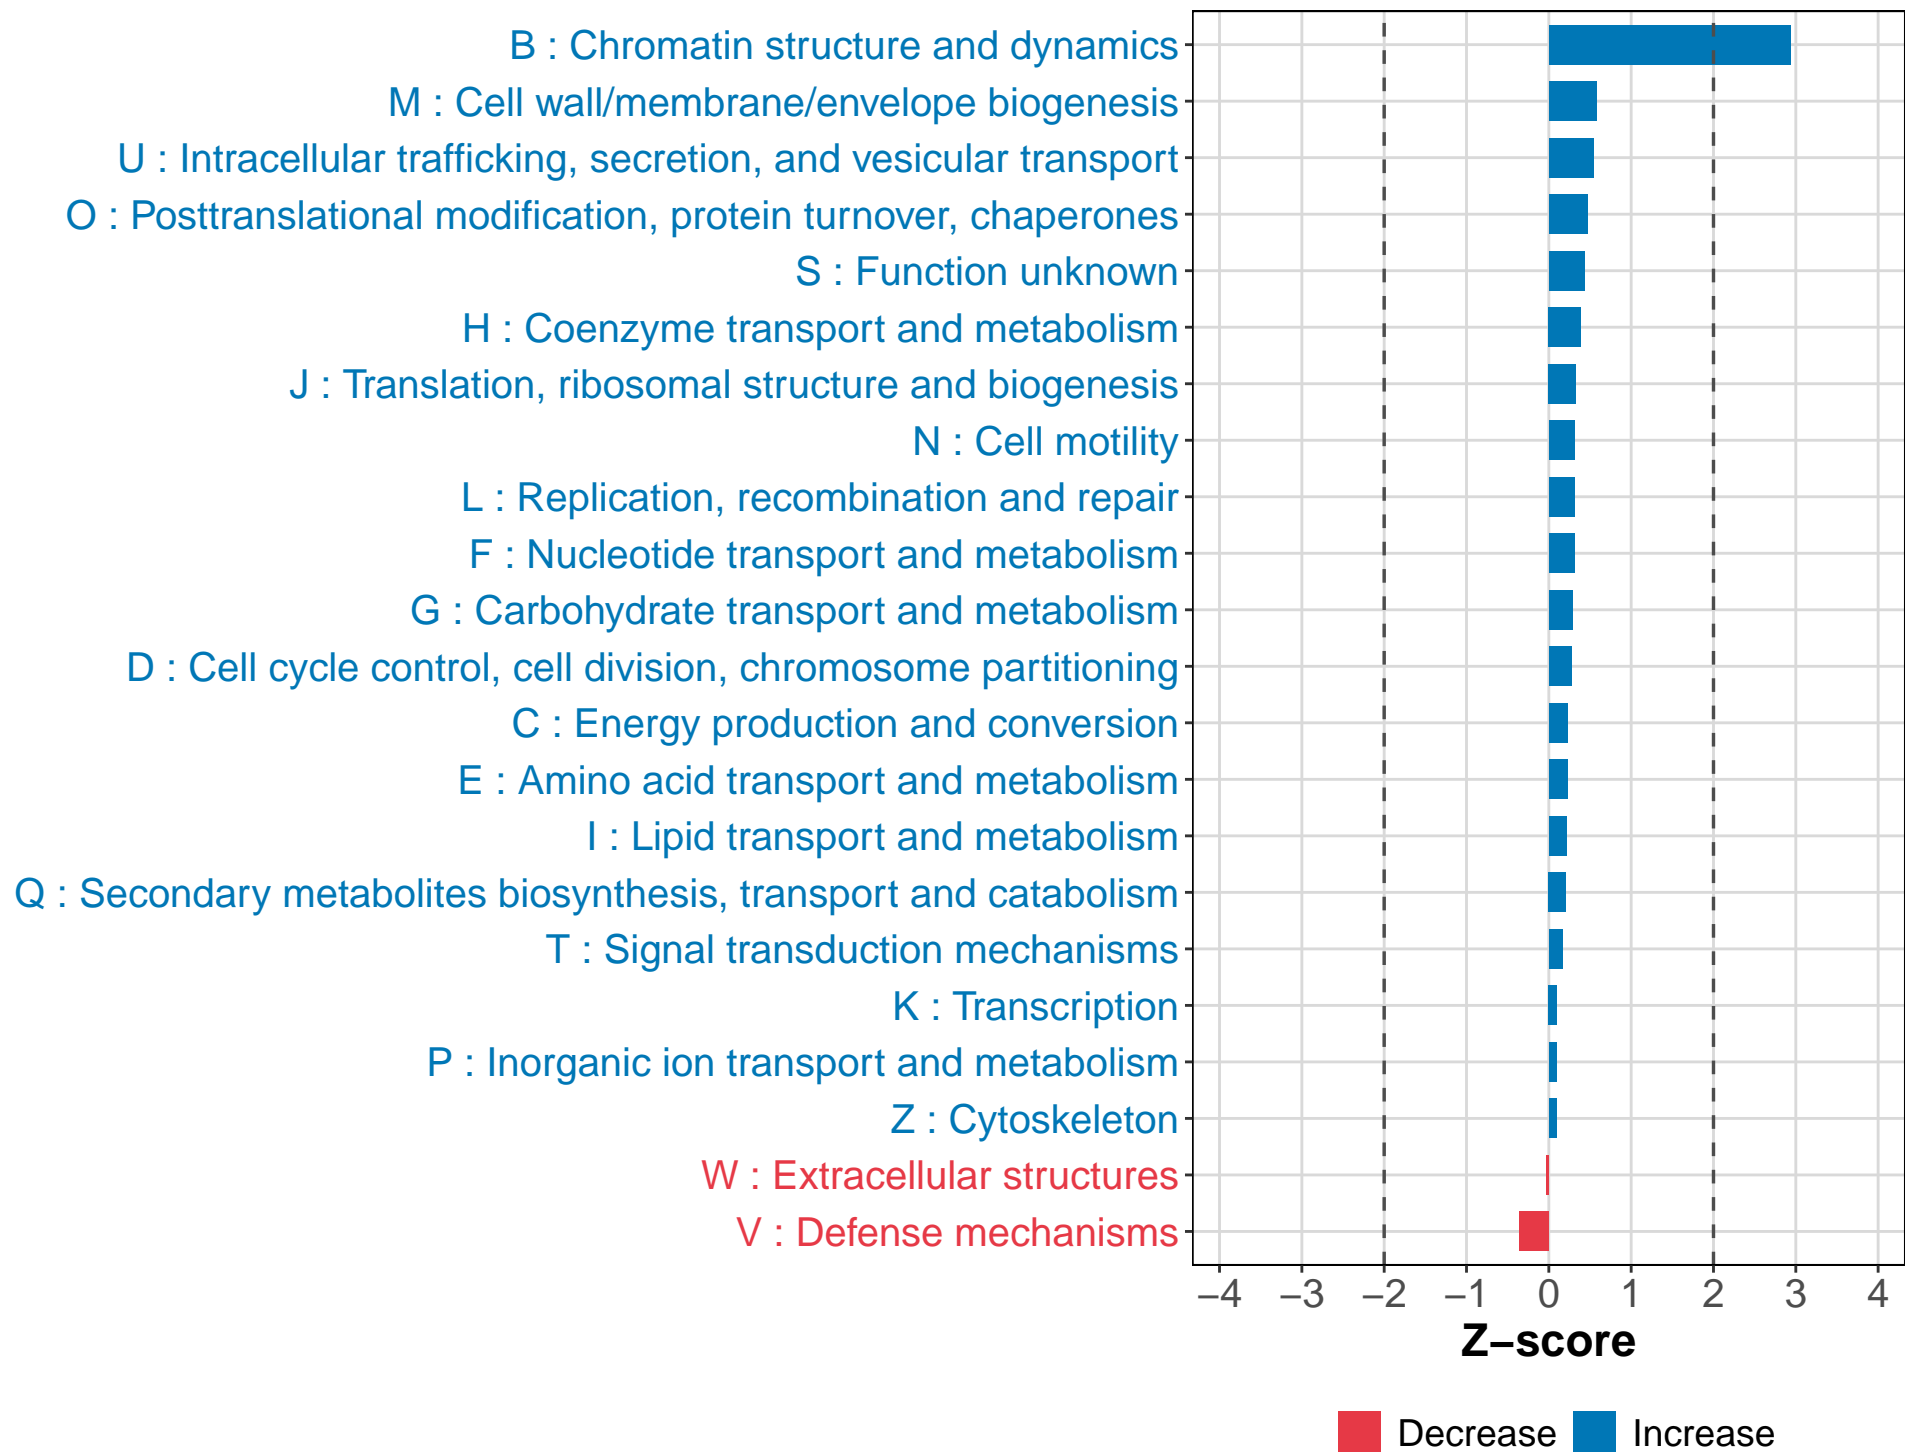 B : Chromatin structure and dynamics
M : Cell wall/membrane/envelope biogenesis
U : Intracellular trafficking, secretion, and vesicular transport
O : Posttranslational modification, protein turnover, chaperones
S : Function unknown
H : Coenzyme transport and metabolism
J : Translation, ribosomal structure and biogenesis
N : Cell motility
L : Replication, recombination and repair
F : Nucleotide transport and metabolism
G : Carbohydrate transport and metabolism
D : Cell cycle control, cell division, chromosome partitioning
C : Energy production and conversion
E : Amino acid transport and metabolism
I : Lipid transport and metabolism
Q : Secondary metabolites biosynthesis, transport and catabolism
T : Signal transduction mechanisms
K : Transcription
P : Inorganic ion transport and metabolism
Z : Cytoskeleton
W : Extracellular structures
V : Defense mechanisms
−4 −3 −2 −1 0 1 2 3 4
Z−score
Decrease Increase